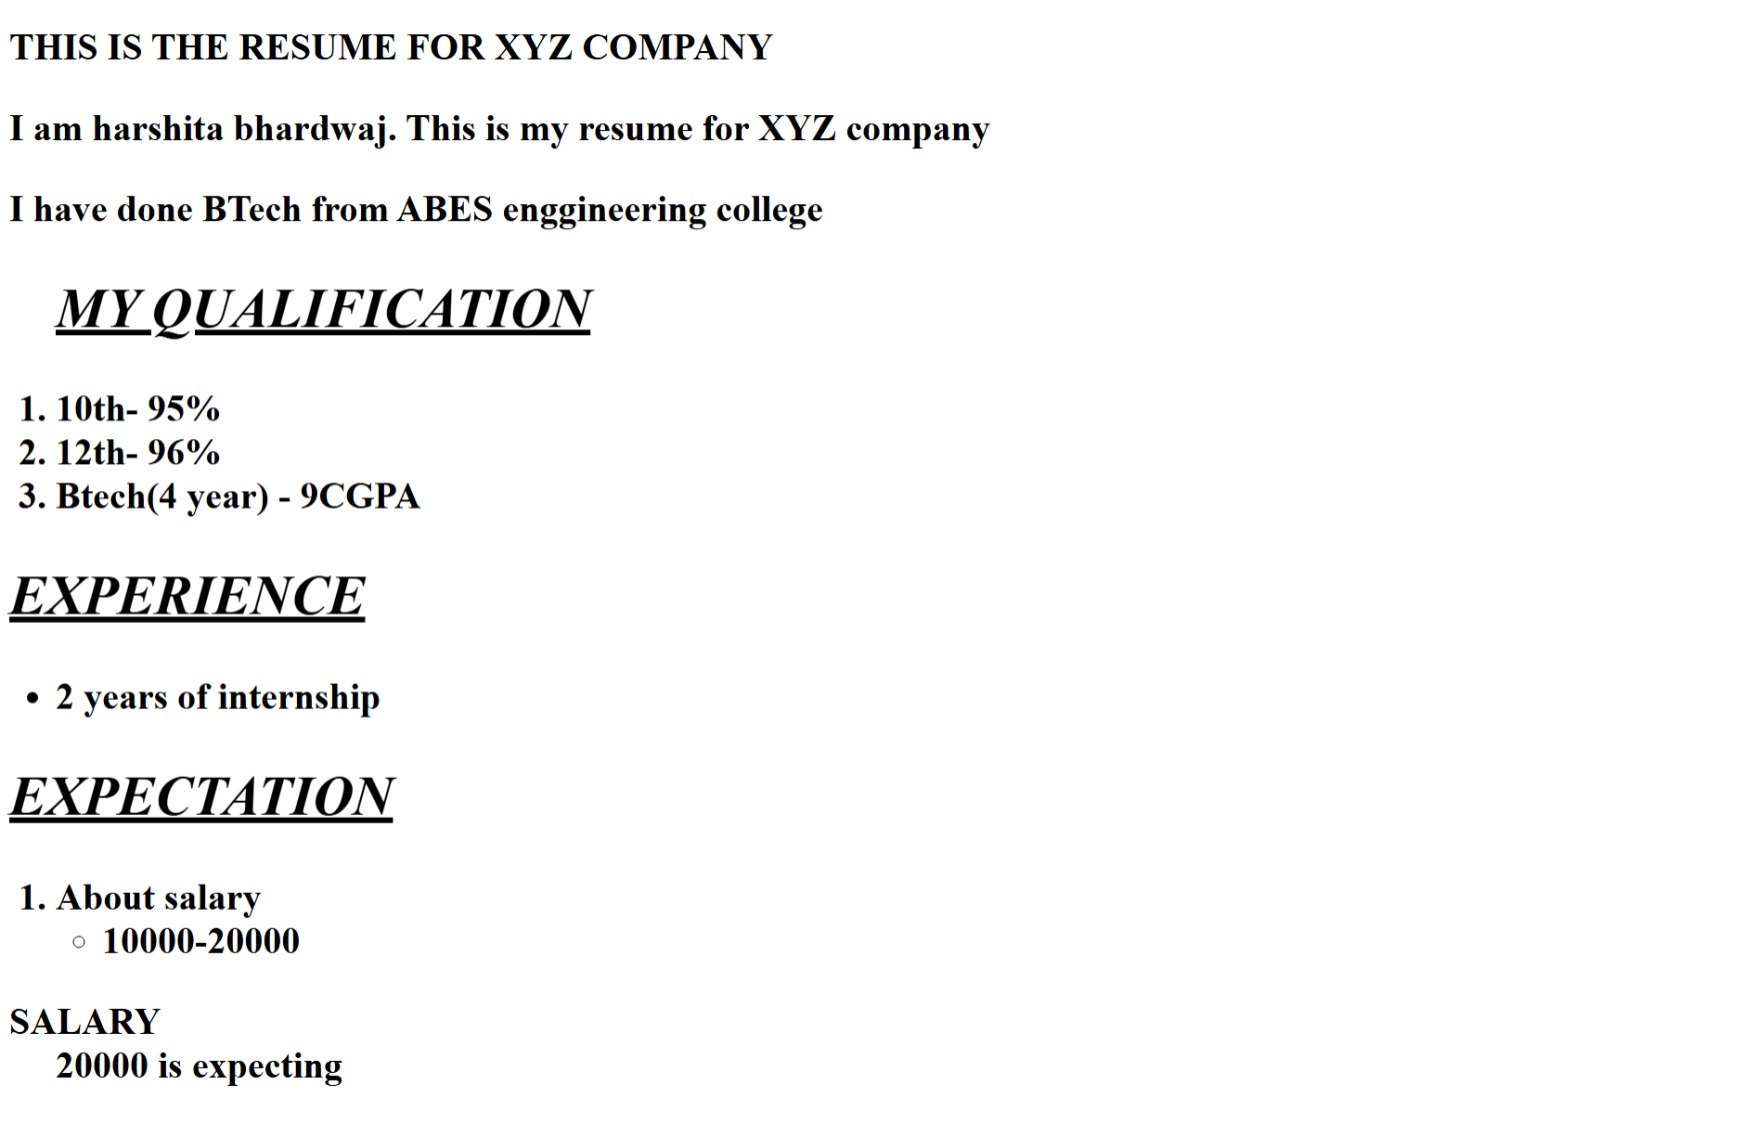 THIS IS THE RESUME FOR XYZ COMPANY
I am harshita bhardwaj. This is my resume for XYZ company
I have done BTech from ABES enggineering college
MY QUALIFICATION
1. 10th- 95%
2. 12th- 96%
3. Btech(4 year) - 9CGPA
EXPERIENCE
• 2 years of internship
EXPECTATION
1. About salary
○ 10000-20000
SALARY
20000 is expecting